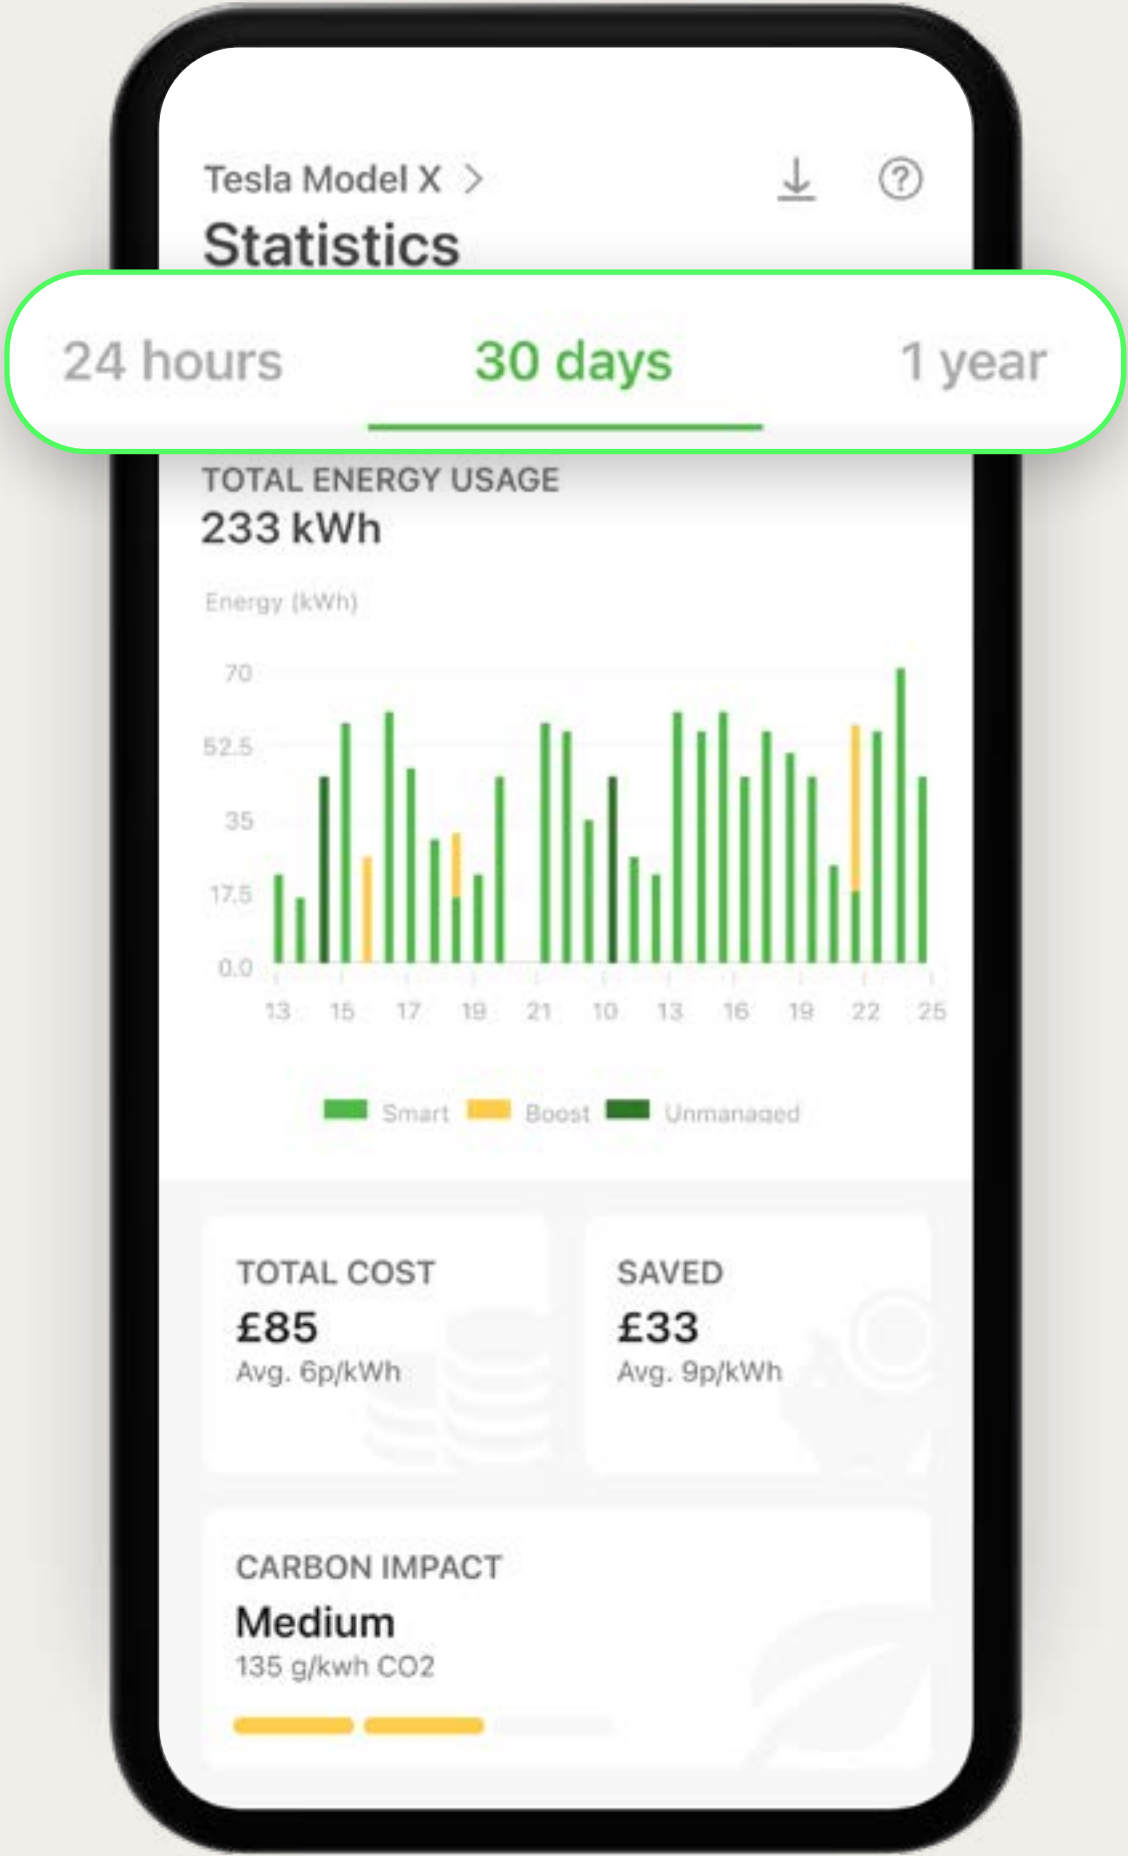 Tesla Model X
Statistics
24 hours 30 days 1 year
TOTAL ENERGY USAGE
233 kWh
Energy (kWh)
70
52.5
35
17.5
0.0
13 15 17 19 21 10 13 16 19 22 25
Smart Boost Unmanaged
TOTAL COST
£85
Avg. 6p/kWh
SAVED
£33
Avg. 9p/kWh
CARBON IMPACT
Medium
135 g/kwh CO2